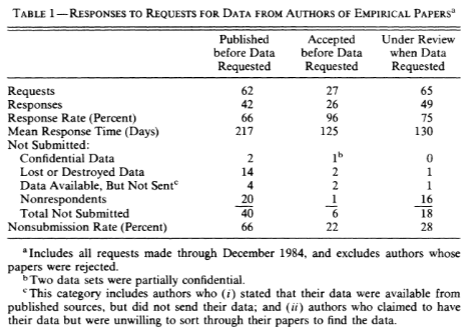 TABLE 1—RESPONSES TO REQUESTS FOR DATA FROM AUTHORS OF EMPIRICAL PAPERSa
Published before Data Requested Accepted before Data Requested Under Review when Data Requested
Requests 62 27 65
Responses 42 26 49
Response Rate (Percent) 66 96 75
Mean Response Time (Days) 217 125 130
Not Submitted:
Confidential Data 2 1b 0
Lost or Destroyed Data 14 2 1
Data Available, But Not Sentc 4 2 1
Nonrespondents 20 1 16
Total Not Submitted 40 6 18
Nonsubmission Rate (Percent) 66 22 28
aIncludes all requests made through December 1984, and excludes authors whose
papers were rejected.
bTwo data sets were partially confidential.
cThis category includes authors who (i) stated that their data were available from
published sources, but did not send their data; and (ii) authors who claimed to have
their data but were unwilling to sort through their papers to find the data.